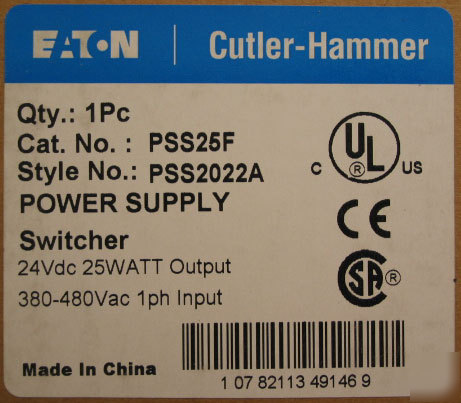 EATON
Cutler-Hammer
Qty.: 1Pc
Cat. No. : PSS25F
Style No.: PSS2022A
POWER SUPPLY
Switcher
24Vdc 25WATT Output
380-480Vac 1ph Input
Made In China
C UL ® US
CE
SA ®
1 07 82113 49146 9